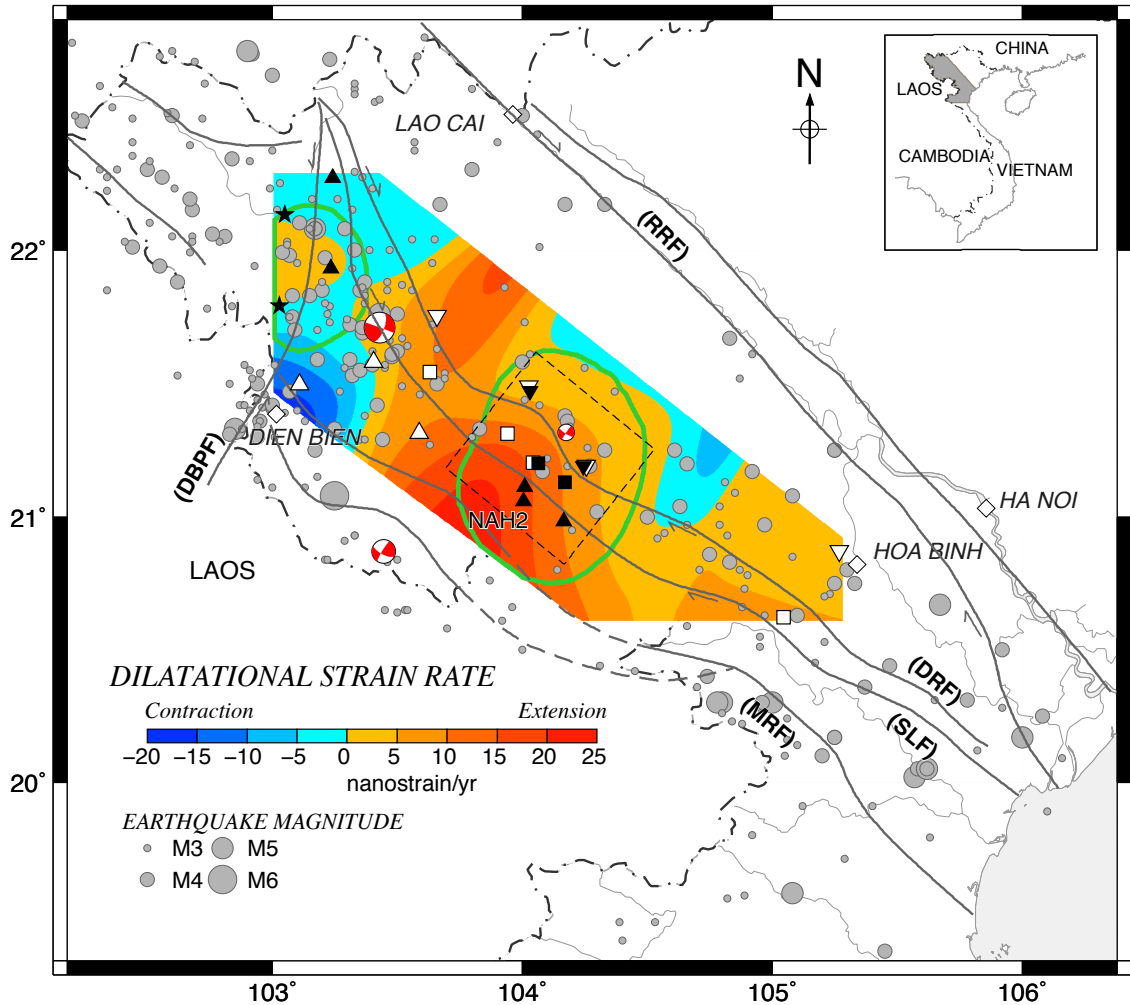 CHINA
LAOS
CAMBODIA
VIETNAM
N
LAO CAI
(RRF)
22°
DIEN BIEN
(DBPF)
21°
NAH2
HA NOI
HOA BINH
LAOS
DILATATIONAL STRAIN RATE
Contraction Extension
−20 −15 −10 −5 0 5 10 15 20 25
nanostrain/yr
(DRF)
(SLF)
(MRF)
20°
EARTHQUAKE MAGNITUDE
M3 M5
M4 M6
103° 104° 105° 106°